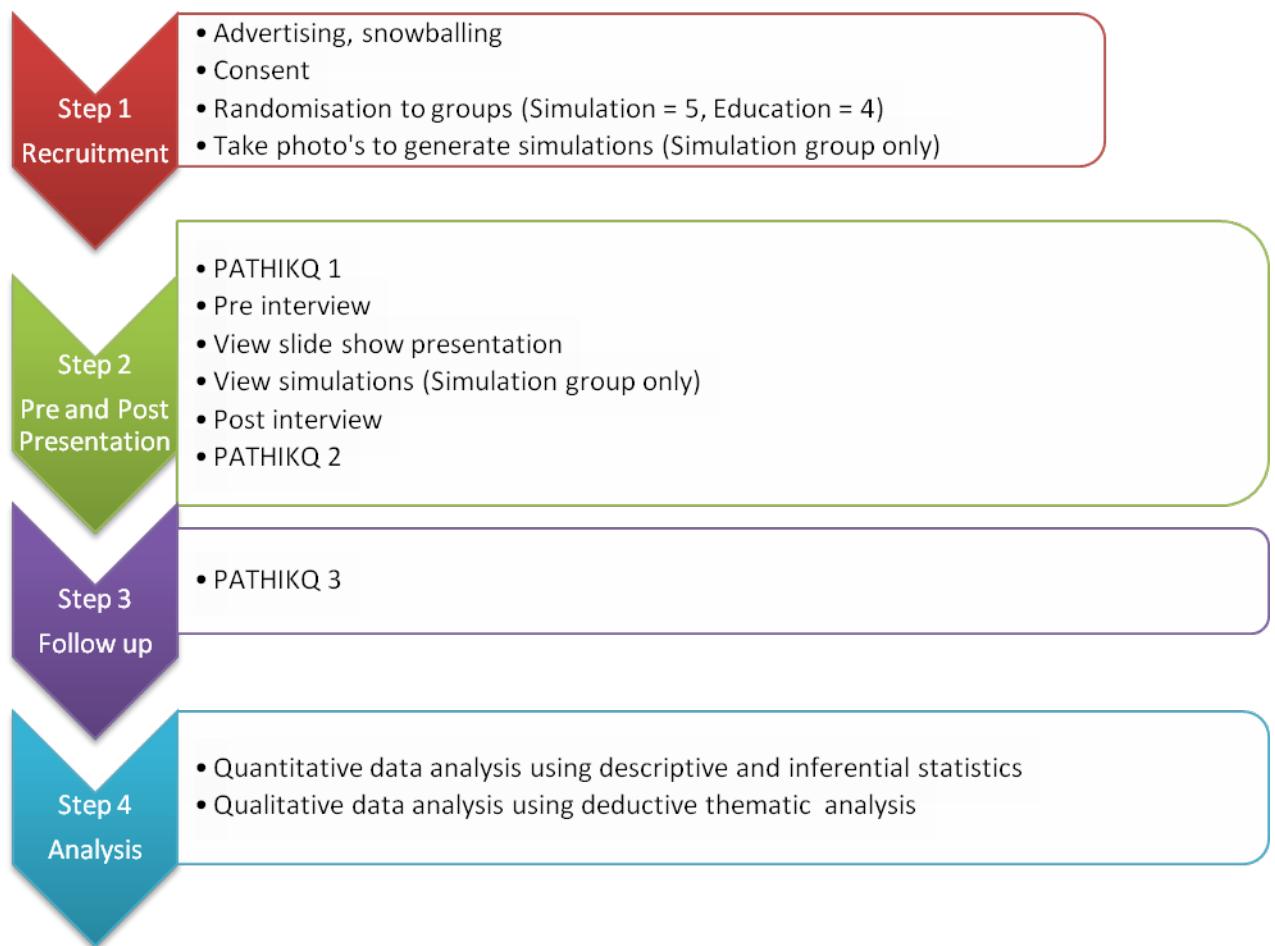 Step 1
Recruitment
• Advertising, snowballing
• Consent
• Randomisation to groups (Simulation = 5, Education = 4)
• Take photo's to generate simulations (Simulation group only)
Step 2
Pre and Post
Presentation
• PATHIKQ 1
• Pre interview
• View slide show presentation
• View simulations (Simulation group only)
• Post interview
• PATHIKQ 2
Step 3
Follow up
• PATHIKQ 3
Step 4
Analysis
• Quantitative data analysis using descriptive and inferential statistics
• Qualitative data analysis using deductive thematic analysis